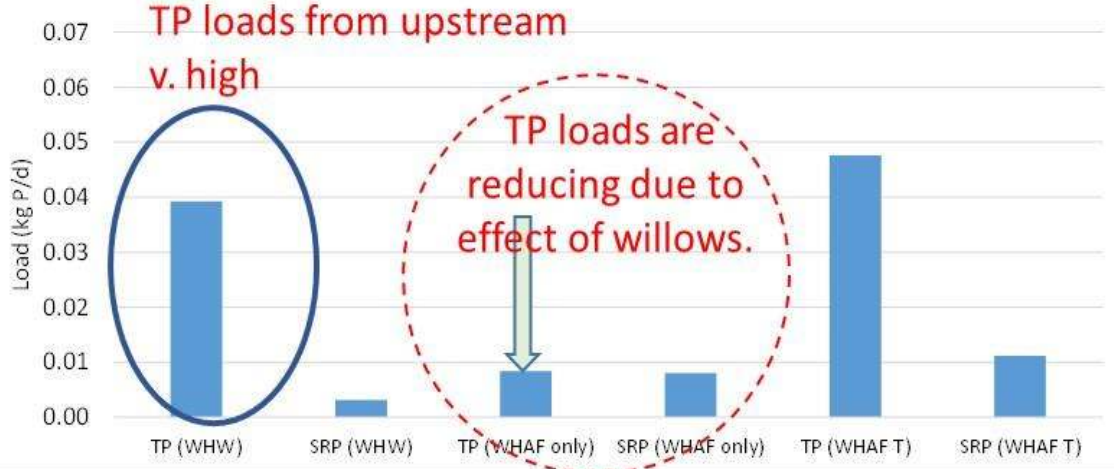 TP loads from upstream
v. high
TP loads are
reducing due to
effect of willows.
Load (kg P/d)
0.07
0.06
0.05
0.04
0.03
0.02
0.01
0.00
TP (WHW)
SRP (WHW)
TP (WHAF only)
SRP (WHAF only)
TP (WHAF T)
SRP (WHAF T)